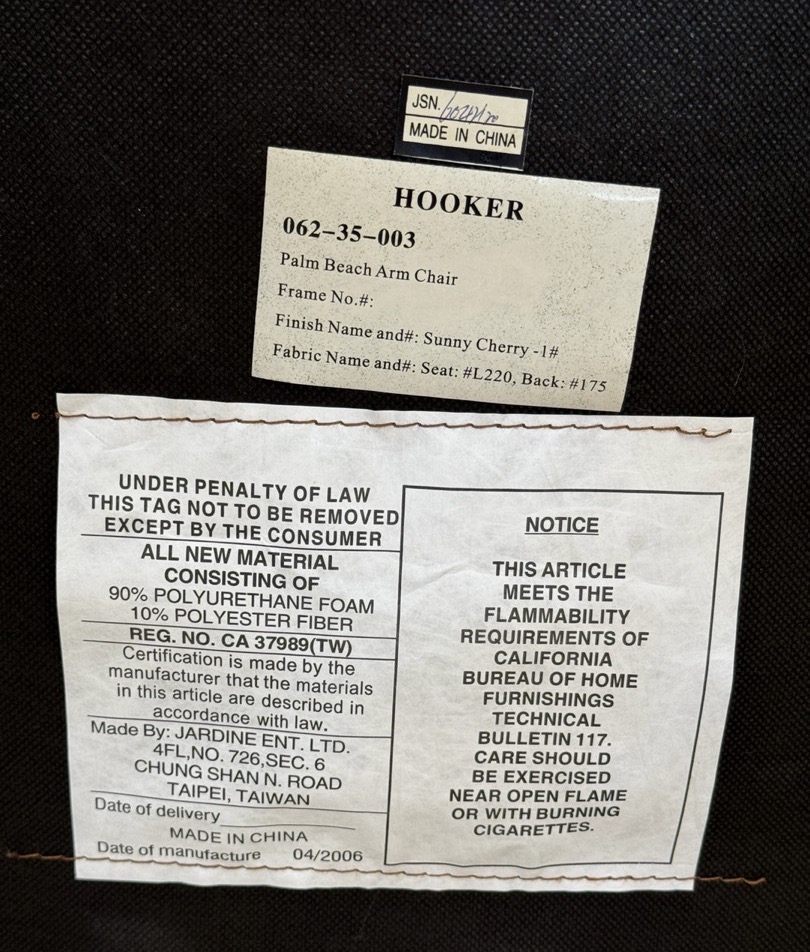 JSN.
MADE IN CHINA
HOOKER
062-35-003
Palm Beach Arm Chair
Frame No.#:
Finish Name and#: Sunny Cherry -1#
Fabric Name and#: Seat: #L220, Back: #175
UNDER PENALTY OF LAW
THIS TAG NOT TO BE REMOVED
EXCEPT BY THE CONSUMER
ALL NEW MATERIAL
CONSISTING OF
90% POLYURETHANE FOAM
10% POLYESTER FIBER
REG. NO. CA 37989(TW)
Certification is made by the
manufacturer that the materials
in this article are described in
accordance with law.
Made By: JARDINE ENT. LTD.
4FL,NO. 726,SEC. 6
CHUNG SHAN N. ROAD
TAIPEI, TAIWAN
Date of delivery
MADE IN CHINA
Date of manufacture 04/2006
NOTICE
THIS ARTICLE
MEETS THE
FLAMMABILITY
REQUIREMENTS OF
CALIFORNIA
BUREAU OF HOME
FURNISHINGS
TECHNICAL
BULLETIN 117.
CARE SHOULD
BE EXERCISED
NEAR OPEN FLAME
OR WITH BURNING
CIGARETTES.